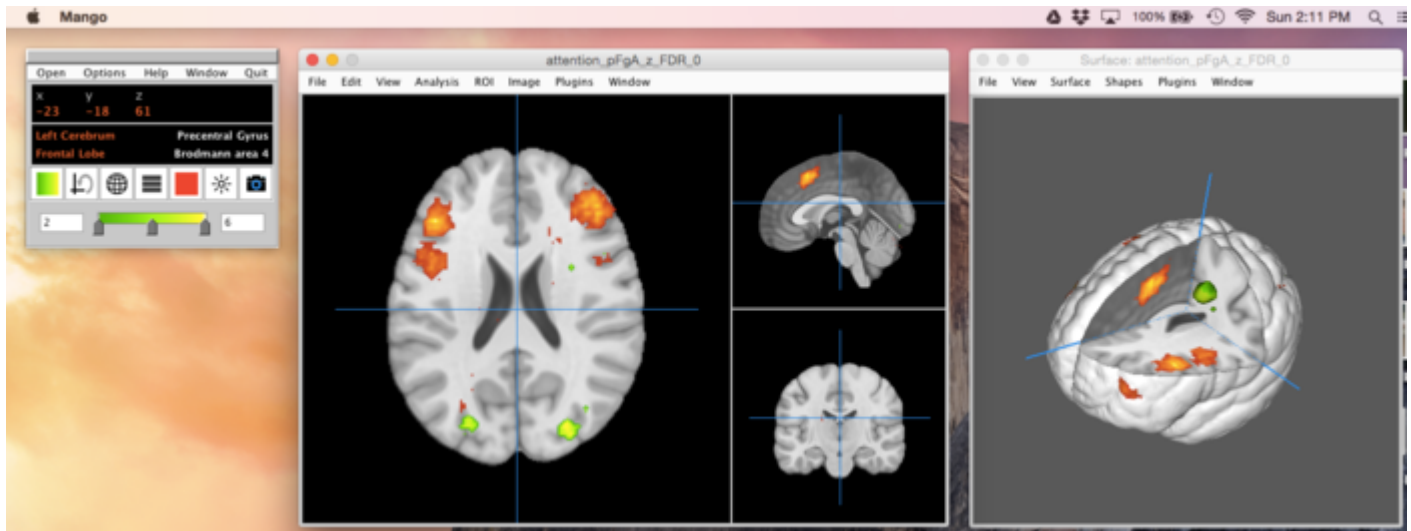 Mango
100% Sun 2:11 PM
Open Options Help Window Quit
x y z
-23 -18 61
Left Cerebrum Precentral Gyrus
Frontal Lobe Brodmann area 4
2 6
attention_pFgA_z_FDR_0
File Edit View Analysis ROI Image Plugins Window
Surface: attention_pFgA_z_FDR_0
File View Surface Shapes Plugins Window